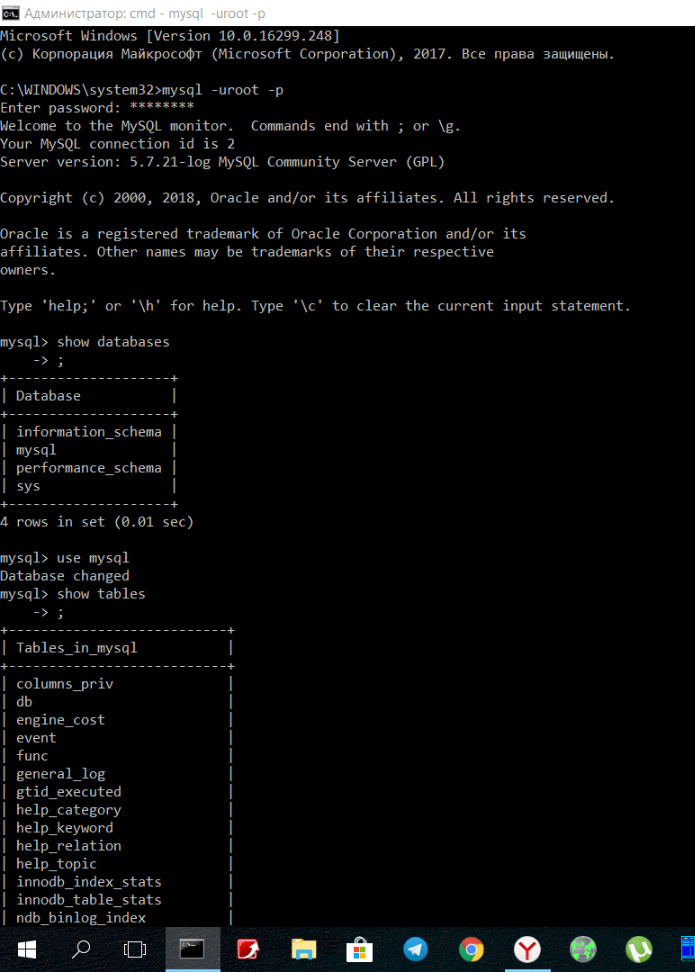 Администратор: cmd - mysql  -uroot -p
Microsoft Windows [Version 10.0.16299.248]
(c) Корпорация Майкрософт (Microsoft Corporation), 2017. Все права защищены.
C:\WINDOWS\system32>mysql -uroot -p
Enter password: ********
Welcome to the MySQL monitor.  Commands end with ; or \g.
Your MySQL connection id is 2
Server version: 5.7.21-log MySQL Community Server (GPL)
Copyright (c) 2000, 2018, Oracle and/or its affiliates. All rights reserved.
Oracle is a registered trademark of Oracle Corporation and/or its
affiliates. Other names may be trademarks of their respective
owners.
Type 'help;' or '\h' for help. Type '\c' to clear the current input statement.
mysql> show databases
    -> ;
+--------------------+
| Database           |
+--------------------+
| information_schema |
| mysql              |
| performance_schema |
| sys                |
+--------------------+
4 rows in set (0.01 sec)
mysql> use mysql
Database changed
mysql> show tables
    -> ;
+---------------------------+
| Tables_in_mysql           |
+---------------------------+
| columns_priv              |
| db                        |
| engine_cost               |
| event                     |
| func                      |
| general_log               |
| gtid_executed             |
| help_category             |
| help_keyword              |
| help_relation             |
| help_topic                |
| innodb_index_stats        |
| innodb_table_stats        |
| ndb_binlog_index          |